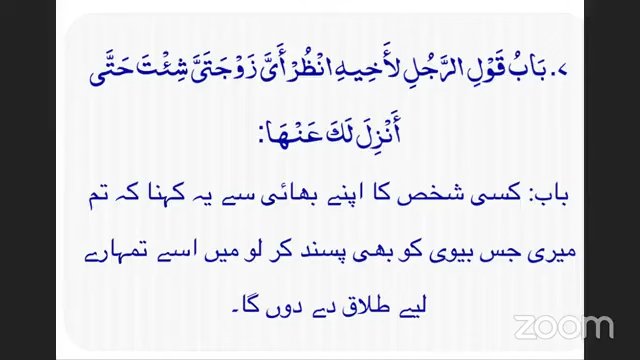 ۷. بَابُ قَوْلِ الرَّجُلِ لأَخِيهِ انْظُرْ أَىَّ زَوْجَتَىَّ شِئْتَ حَتَّى
أَنْزِلَ لَكَ عَنْهَا:
باب: کسی شخص کا اپنے بھائی سے یہ کہنا کہ تم
میری جس بیوی کو بھی پسند کر لو میں اسے تمہارے
لیے طلاق دے دوں گا۔
zoom